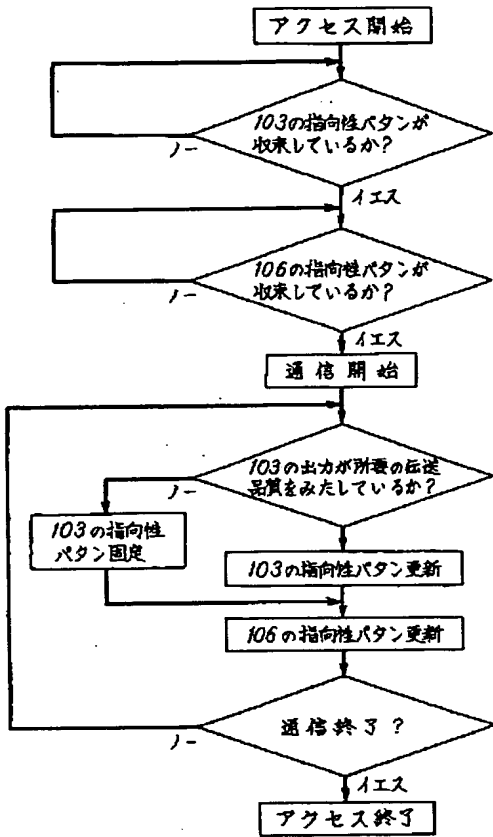 アクセス開始
103の指向性パタンが
収束しているか?
ノー
イエス
106の指向性パタンが
収束しているか?
ノー
イエス
通信開始
103の出力が所要の伝送
品質をみたしているか?
ノー
103の指向性
パタン固定
103の指向性パタン更新
106の指向性パタン更新
通信終了?
ノー
イエス
アクセス終了